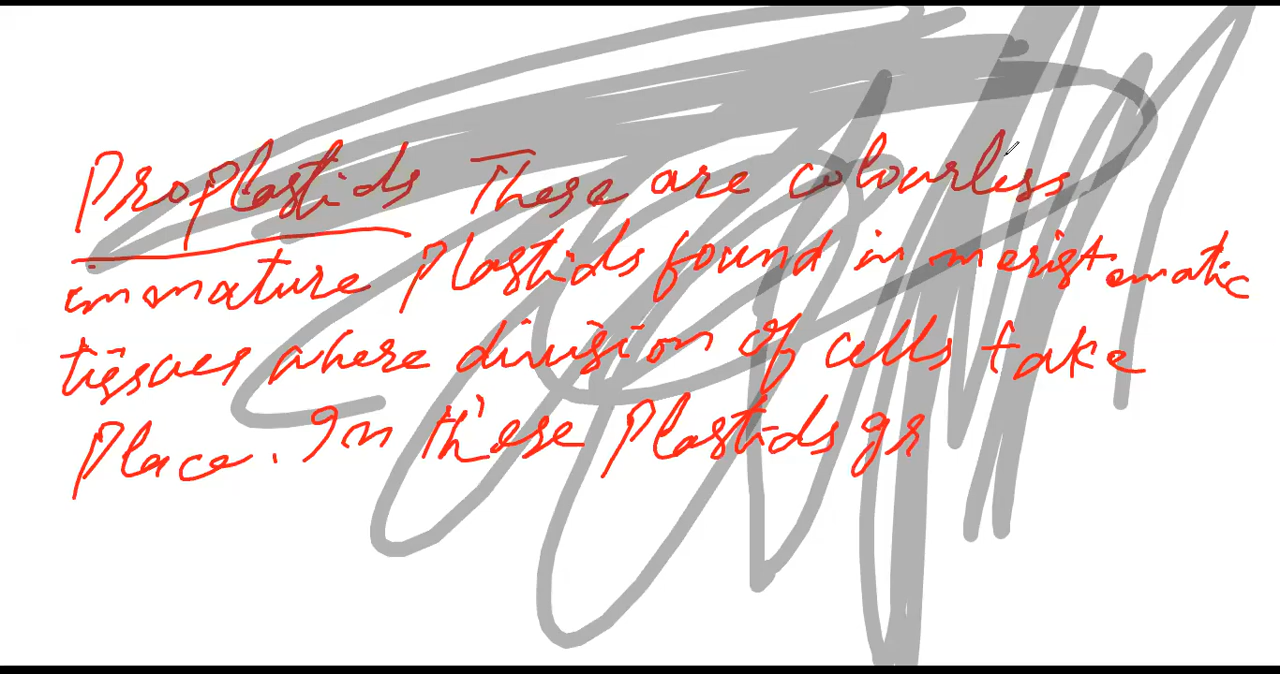 Proplastids These are colourless
immature plastids found in meristematic
tissues where division of cells take
place. In these plastids gr